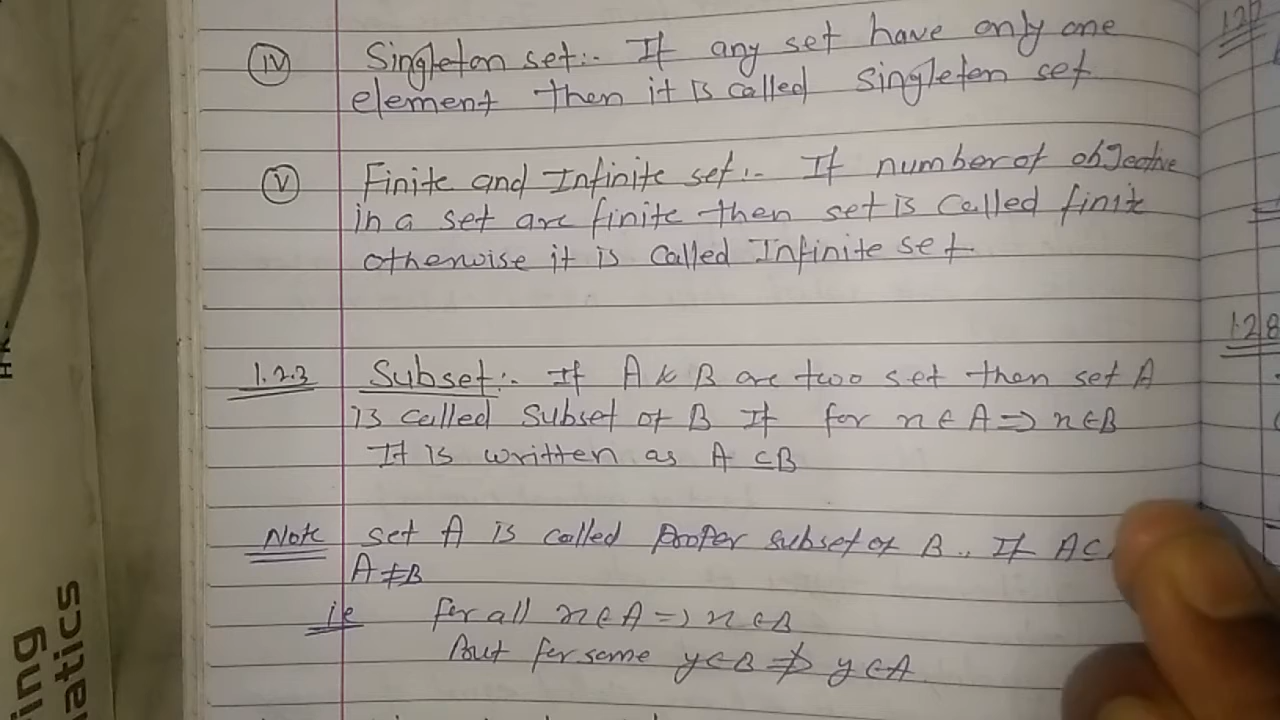 (IV) Singleton set:- If any set have only one
element then it is called singleton set
(V) Finite and Infinite set:- If number of objective
in a set are finite then set is called finite
otherwise it is called Infinite set.
1.2.3 Subset:- If A & B are two set then set A
is called subset of B If for x ∈ A ⇒ x ∈ B
It is written as A ⊂ B
Note set A is called Proper subset of B, If A ⊂
A ≠ B
ie for all x ∈ A ⇒ x ∈ B
But for some y ∈ B ⇏ y ∈ A
1.2.8
ing
atics